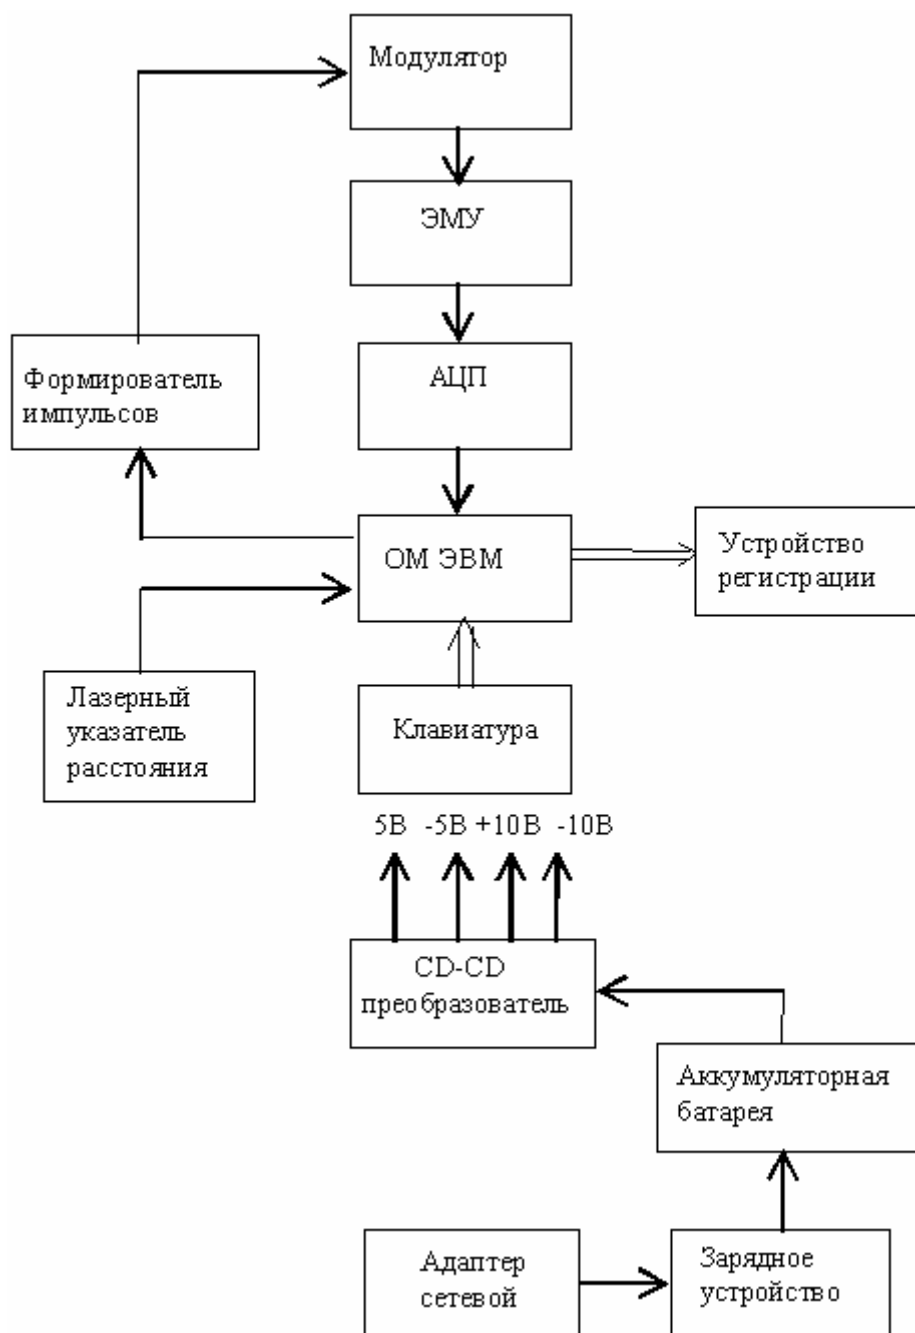 Модулятор
ЭМУ
АЦП
Формирователь
импульсов
ОМ ЭВМ
Устройство
регистрации
Лазерный
указатель
расстояния
Клавиатура
5В -5В +10В -10В
CD-CD
преобразователь
Аккумуляторная
батарея
Адаптер
сетевой
Зарядное
устройство